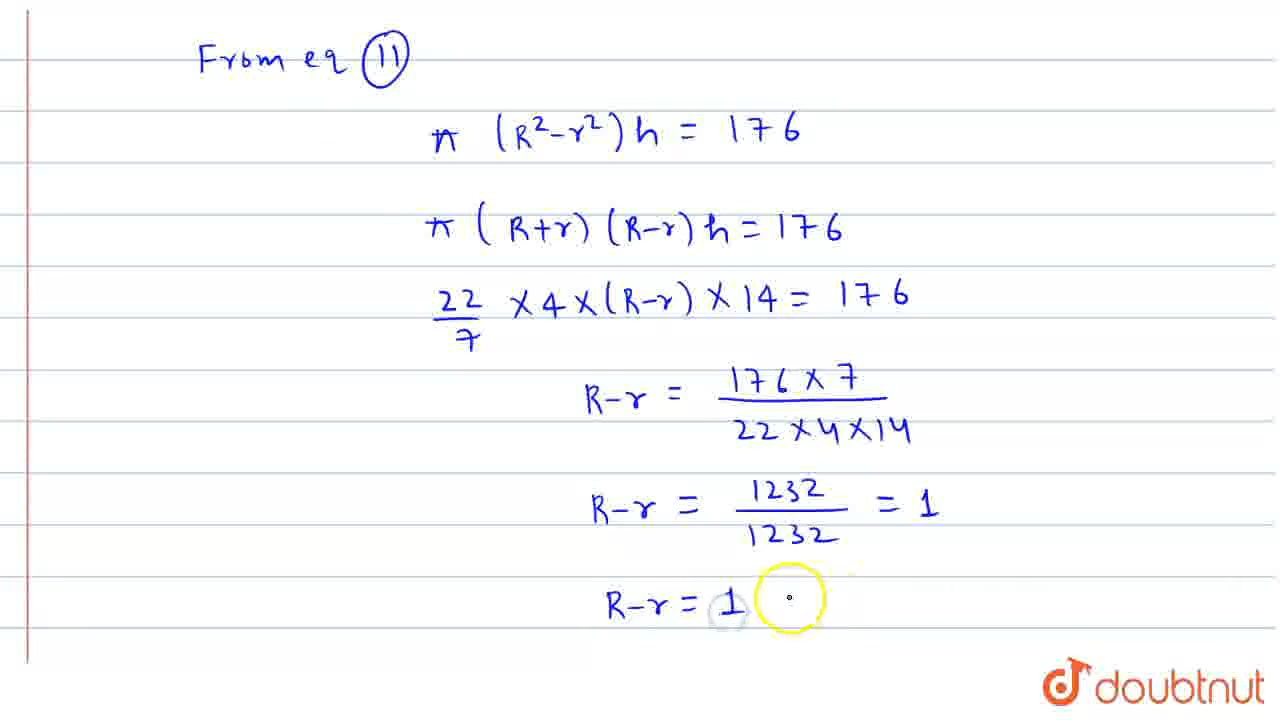 From eq (11)
π (R²-r²)h = 176
π (R+r)(R-r)h = 176
22/7 × 4 × (R-r) × 14 = 176
R-r = 176 × 7 / 22 × 4 × 14
R-r = 1232/1232 = 1
R-r = 1
doubtnut